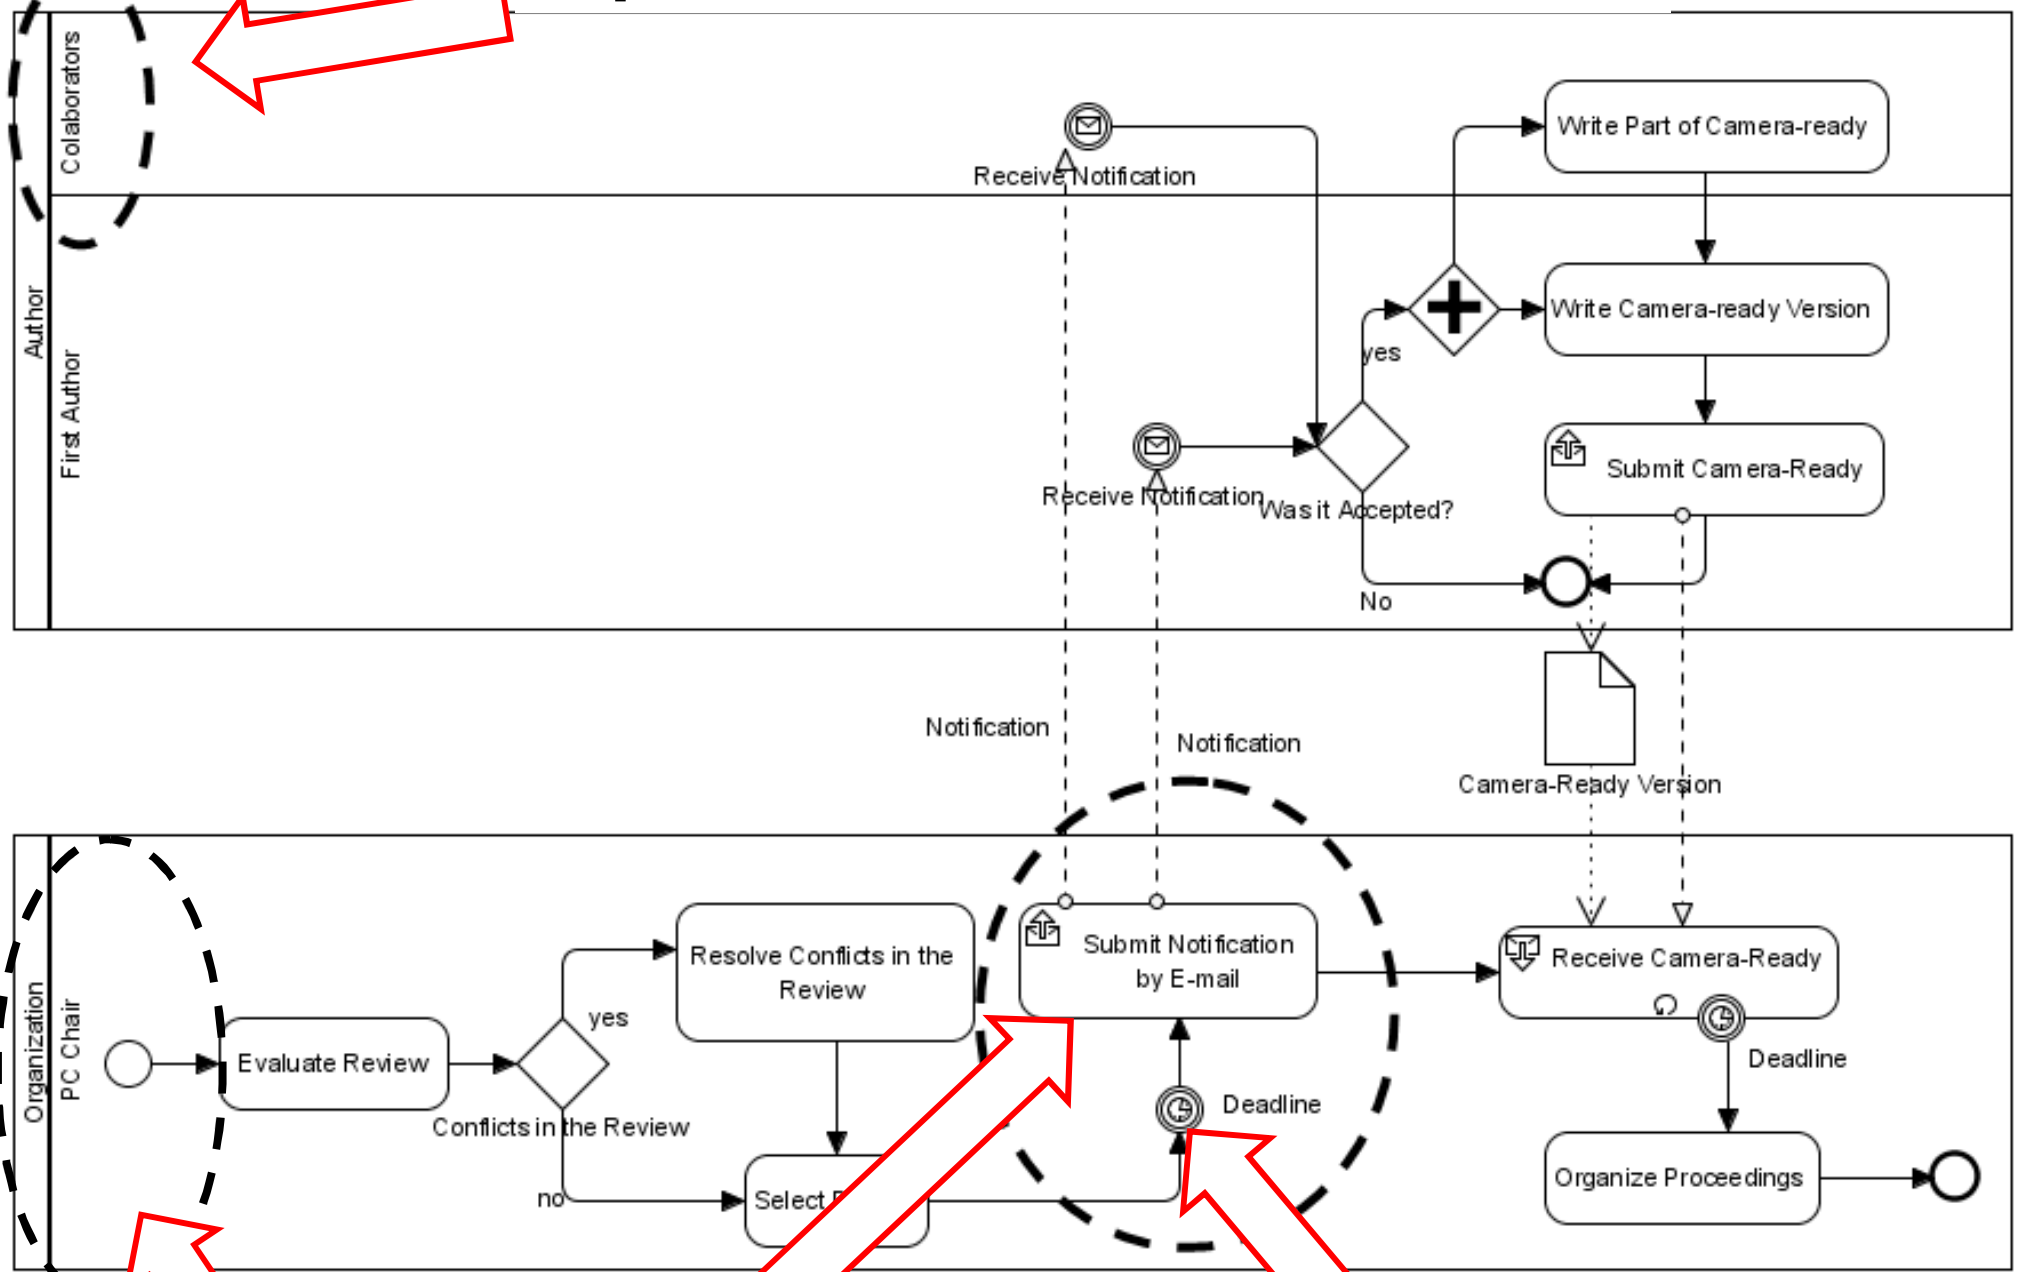 Colaborators
Write Part of Camera-ready
Receive Notification
Author
First Author
Write Camera-ready Version
yes
Receive Notification
Was it Accepted?
Submit Camera-Ready
No
Notification
Notification
Camera-Ready Version
Organization
PC Chair
Evaluate Review
Conflicts in the Review
yes
no
Resolve Conflicts in the
Review
Select
Submit Notification
by E-mail
Deadline
Receive Camera-Ready
Deadline
Organize Proceedings